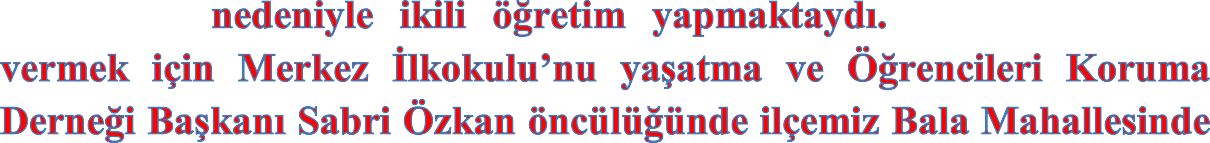 nedeniyle ikili öğretim yapmaktaydı.
vermek için Merkez İlkokulu’nu yaşatma ve Öğrencileri Koruma
Derneği Başkanı Sabri Özkan öncülüğünde ilçemiz Bala Mahallesinde